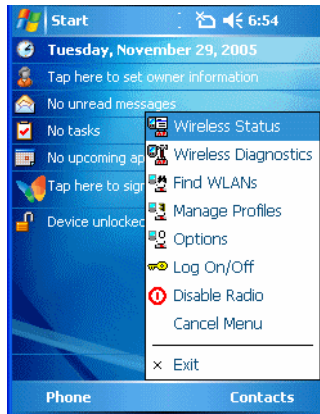 Start 6:54
Tuesday, November 29, 2005
Tap here to set owner information
No unread messages
No tasks
Wireless Status
No upcoming ap
Wireless Diagnostics
Tap here to sigr
Find WLANs
Manage Profiles
Device unlocked
Options
Log On/Off
Disable Radio
Cancel Menu
× Exit
Phone Contacts